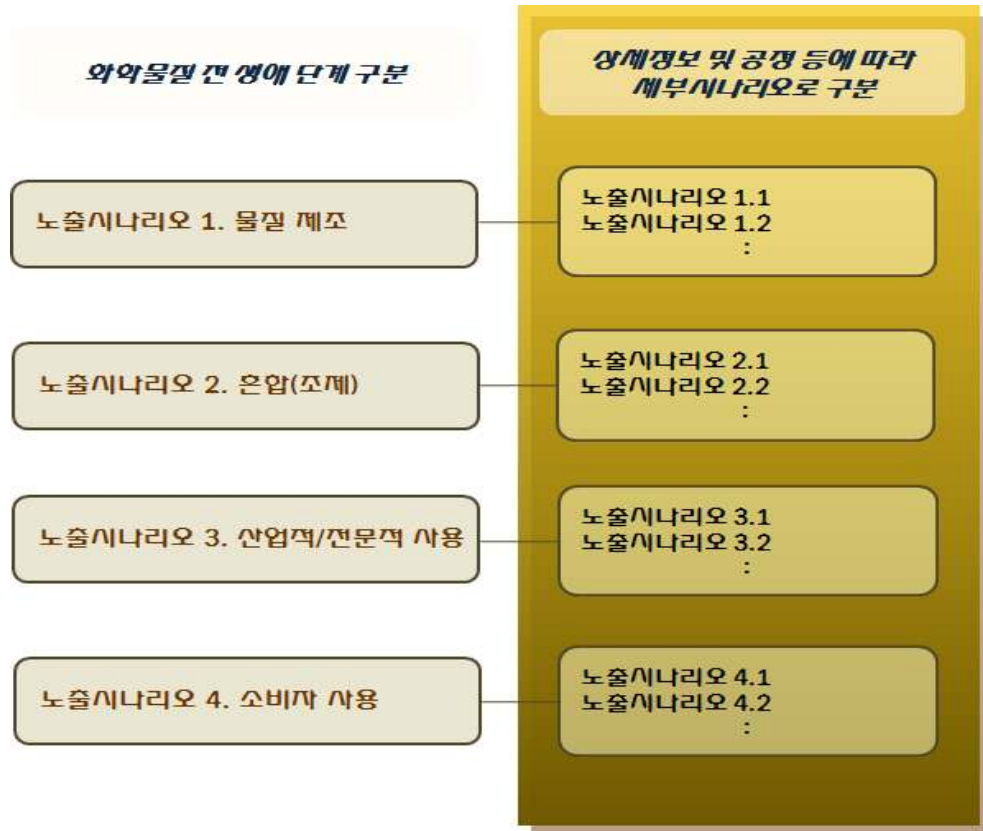 화학물질 전 생애 단계 구분
상세정보 및 공정 등에 따라
세부시나리오로 구분
노출시나리오 1. 물질 제조
노출시나리오 1.1
노출시나리오 1.2
:
노출시나리오 2. 혼합(조제)
노출시나리오 2.1
노출시나리오 2.2
:
노출시나리오 3. 산업적/전문적 사용
노출시나리오 3.1
노출시나리오 3.2
:
노출시나리오 4. 소비자 사용
노출시나리오 4.1
노출시나리오 4.2
: